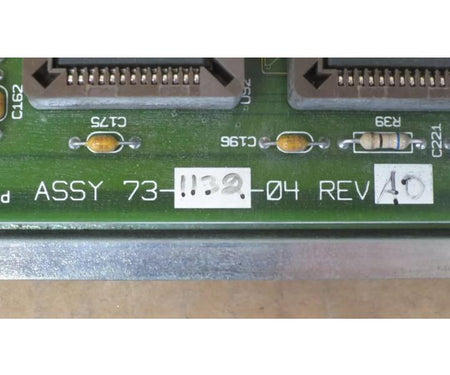 C162
C175
U52
C196
R39
C221
P
ASSY 73-1132-04 REV A0